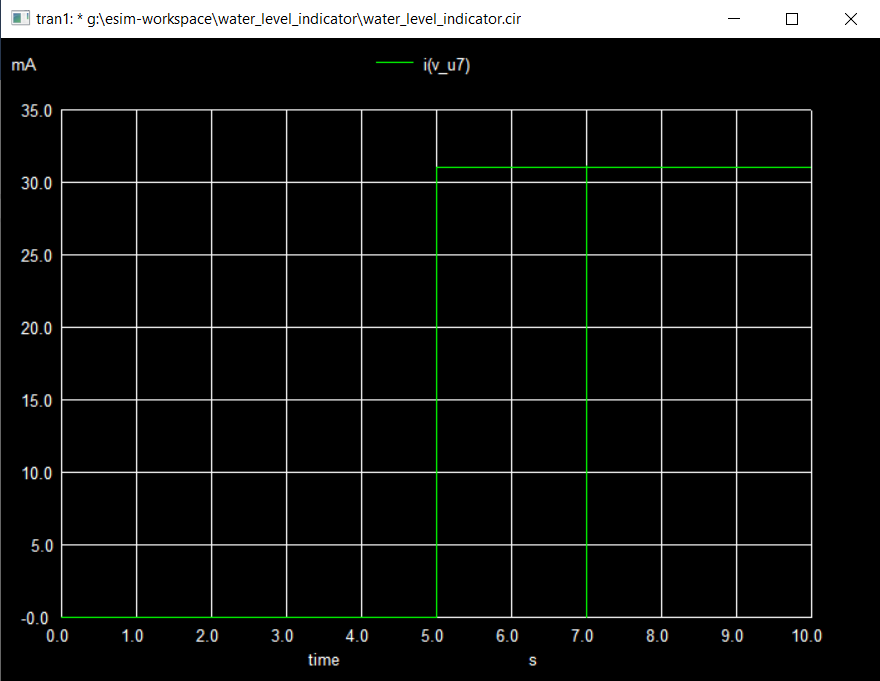 tran1: * g:\esim-workspace\water_level_indicator\water_level_indicator.cir
mA i(v_u7)
35.0
30.0
25.0
20.0
15.0
10.0
5.0
-0.0
0.0 1.0 2.0 3.0 4.0 5.0 6.0 7.0 8.0 9.0 10.0
time s